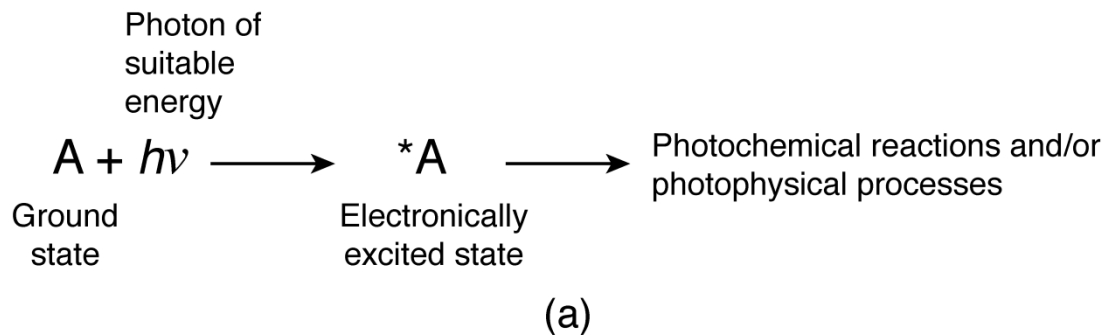 Photon of
suitable
energy
A + hν
*A
Photochemical reactions and/or
photophysical processes
Ground
state
Electronically
excited state
(a)